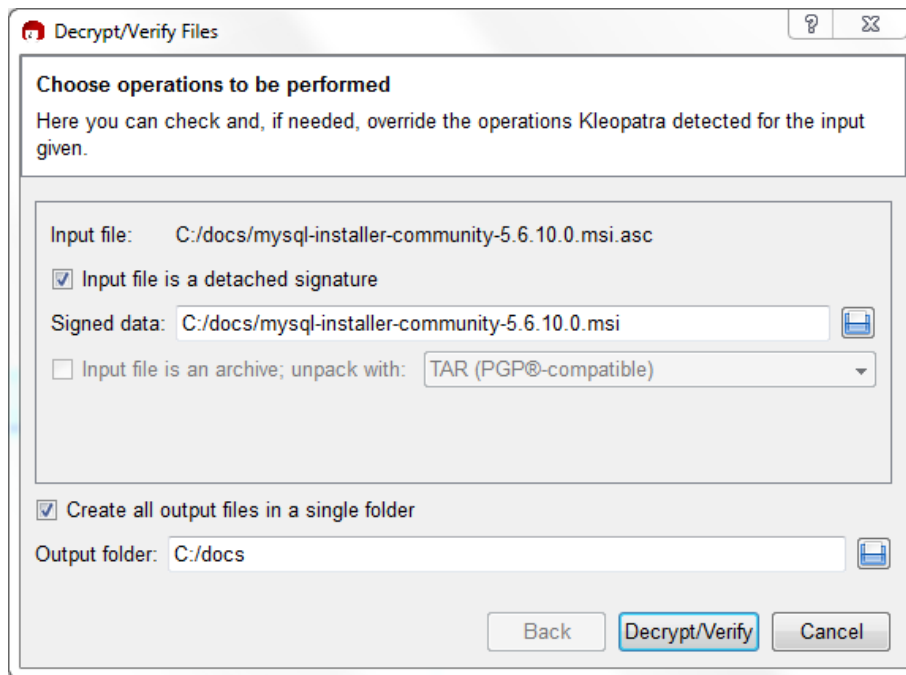 Decrypt/Verify Files
Choose operations to be performed
Here you can check and, if needed, override the operations Kleopatra detected for the input
given.
Input file: C:/docs/mysql-installer-community-5.6.10.0.msi.asc
Input file is a detached signature
Signed data: C:/docs/mysql-installer-community-5.6.10.0.msi
Input file is an archive; unpack with: TAR (PGP®-compatible)
Create all output files in a single folder
Output folder: C:/docs
Back Decrypt/Verify Cancel